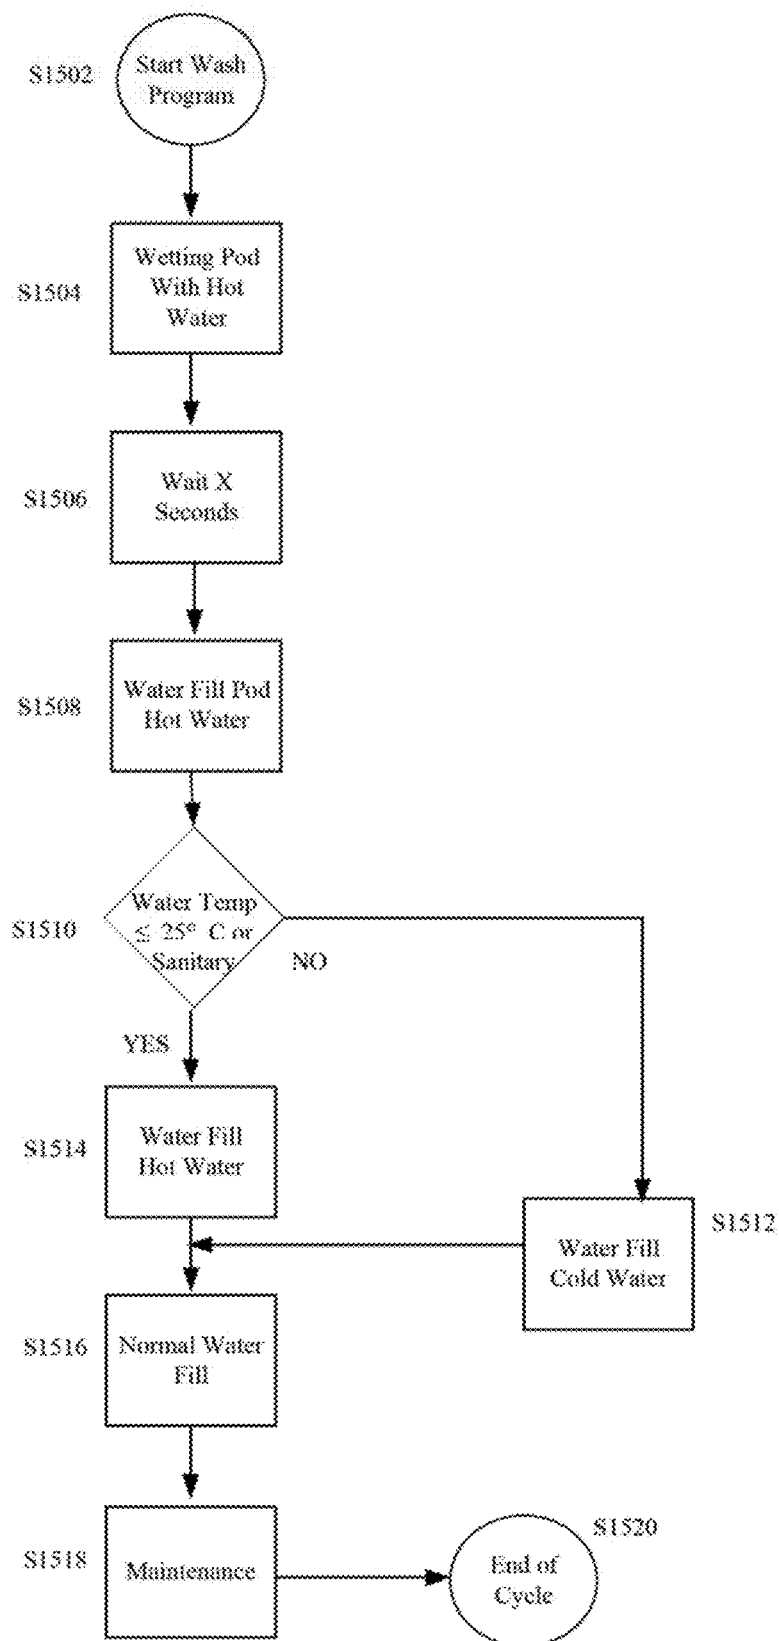 S1502
Start Wash
Program
S1504
Wetting Pod
With Hot
Water
S1506
Wait X
Seconds
S1508
Water Fill Pod
Hot Water
S1510
Water Temp
≤ 25° C or
Sanitary
NO
YES
S1514
Water Fill
Hot Water
S1512
Water Fill
Cold Water
S1516
Normal Water
Fill
S1518
Maintenance
S1520
End of
Cycle